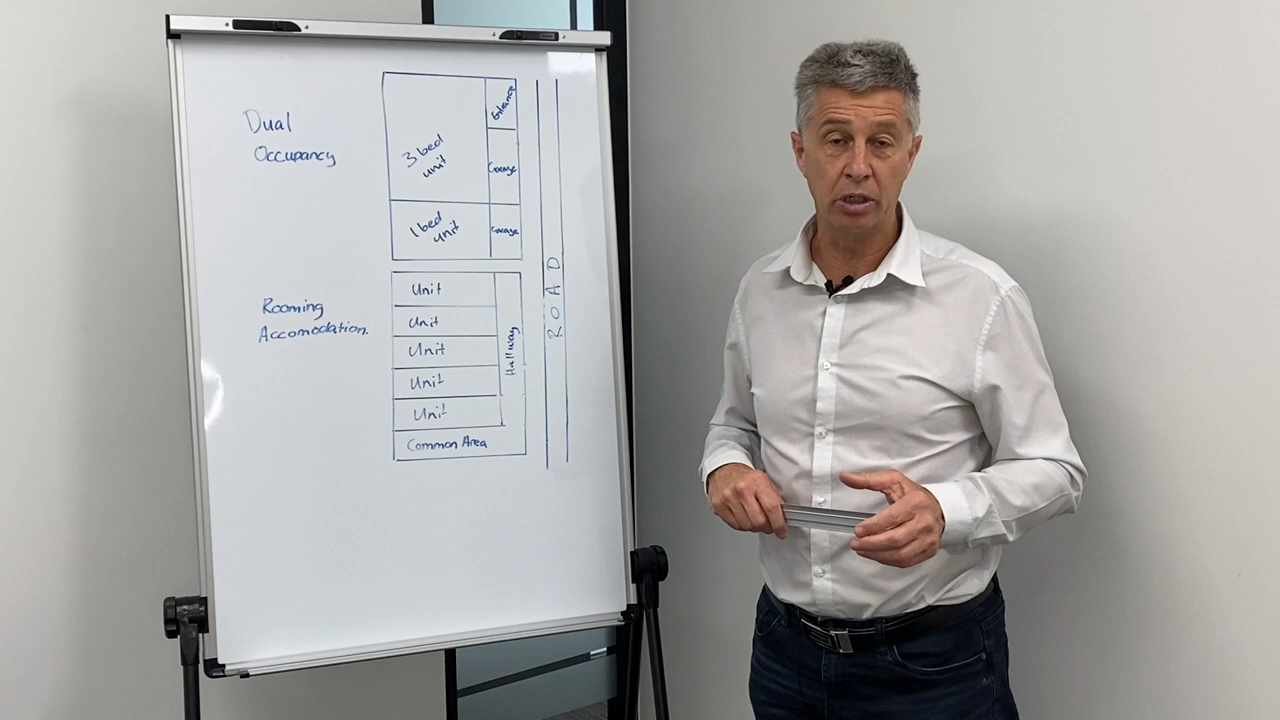 Dual
Occupancy
3 bed
unit
Entrance
Garage
1 bed
unit
Garage
ROAD
Rooming
Accomodation.
Unit
Unit
Unit
Unit
Unit
Hallway
Common Area